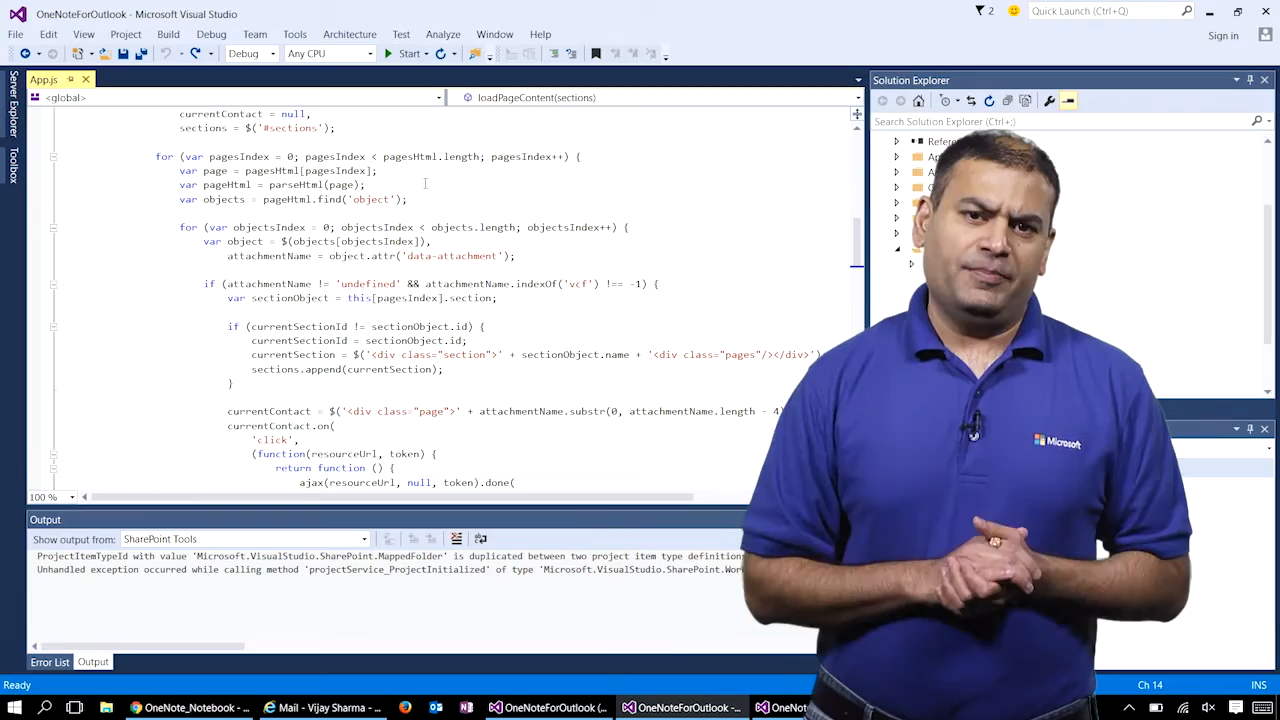 OneNoteForOutlook - Microsoft Visual Studio
2
Quick Launch (Ctrl+Q)
File Edit View Project Build Debug Team Tools Architecture Test Analyze Window Help
Sign in
Debug Any CPU Start
Server Explorer
Toolbox
App.js
<global>
loadPageContent(sections)
currentContact = null,
sections = $('#sections');
for (var pagesIndex = 0; pagesIndex < pagesHtml.length; pagesIndex++) {
var page = pagesHtml[pagesIndex];
var pageHtml = parseHtml(page);
var objects = pageHtml.find('object');
for (var objectsIndex = 0; objectsIndex < objects.length; objectsIndex++) {
var object = $(objects[objectsIndex]),
attachmentName = object.attr('data-attachment');
if (attachmentName != 'undefined' && attachmentName.indexOf('vcf') !== -1) {
var sectionObject = this[pagesIndex].section;
if (currentSectionId != sectionObject.id) {
currentSectionId = sectionObject.id;
currentSection = $('<div class="section">' + sectionObject.name + '<div class="pages"/></div>')
sections.append(currentSection);
}
currentContact = $('<div class="page">' + attachmentName.substr(0, attachmentName.length - 4)
currentContact.on(
'click',
(function(resourceUrl, token) {
return function () {
ajax(resourceUrl, null, token).done(
100 %
Solution Explorer
Search Solution Explorer (Ctrl+;)
Refere
Microsoft
Output
Show output from: SharePoint Tools
ProjectItemTypeId with value 'Microsoft.VisualStudio.SharePoint.MappedFolder' is duplicated between two project item type definitions
Unhandled exception occurred while calling method 'projectService_ProjectInitialized' of type 'Microsoft.VisualStudio.SharePoint.Wor
Error List Output
Ready
Ch 14
INS
OneNote_Notebook - ... Mail - Vijay Sharma - ... OneNoteForOutlook (... OneNoteForOutlook -... OneN